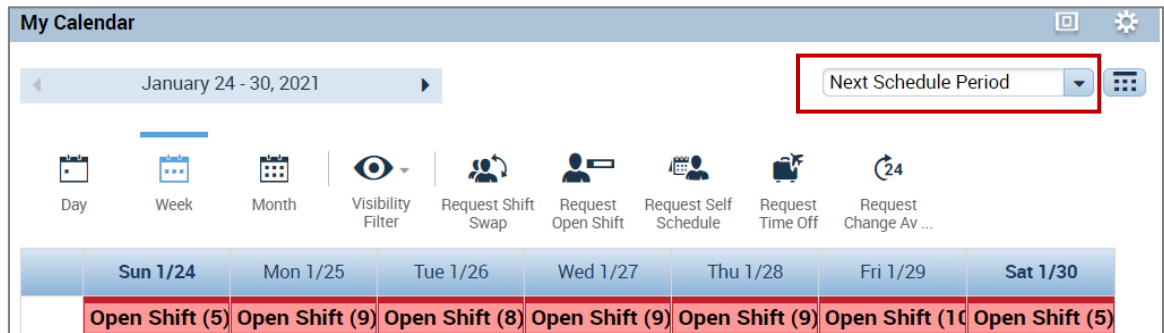 My Calendar
January 24 - 30, 2021
Next Schedule Period
Day
Week
Month
Visibility
Filter
Request Shift
Swap
Request
Open Shift
Request Self
Schedule
Request
Time Off
24
Request
Change Av ...
Sun 1/24 Mon 1/25 Tue 1/26 Wed 1/27 Thu 1/28 Fri 1/29 Sat 1/30
Open Shift (5) Open Shift (9) Open Shift (8) Open Shift (9) Open Shift (9) Open Shift (10 Open Shift (5)